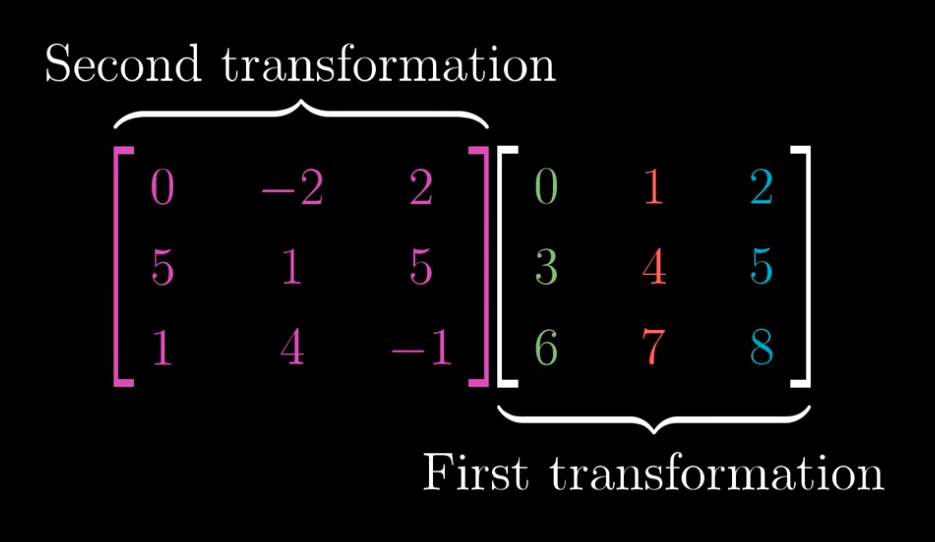 Second transformation
0 −2 2 0 1 2
5 1 5 3 4 5
1 4 −1 6 7 8
First transformation